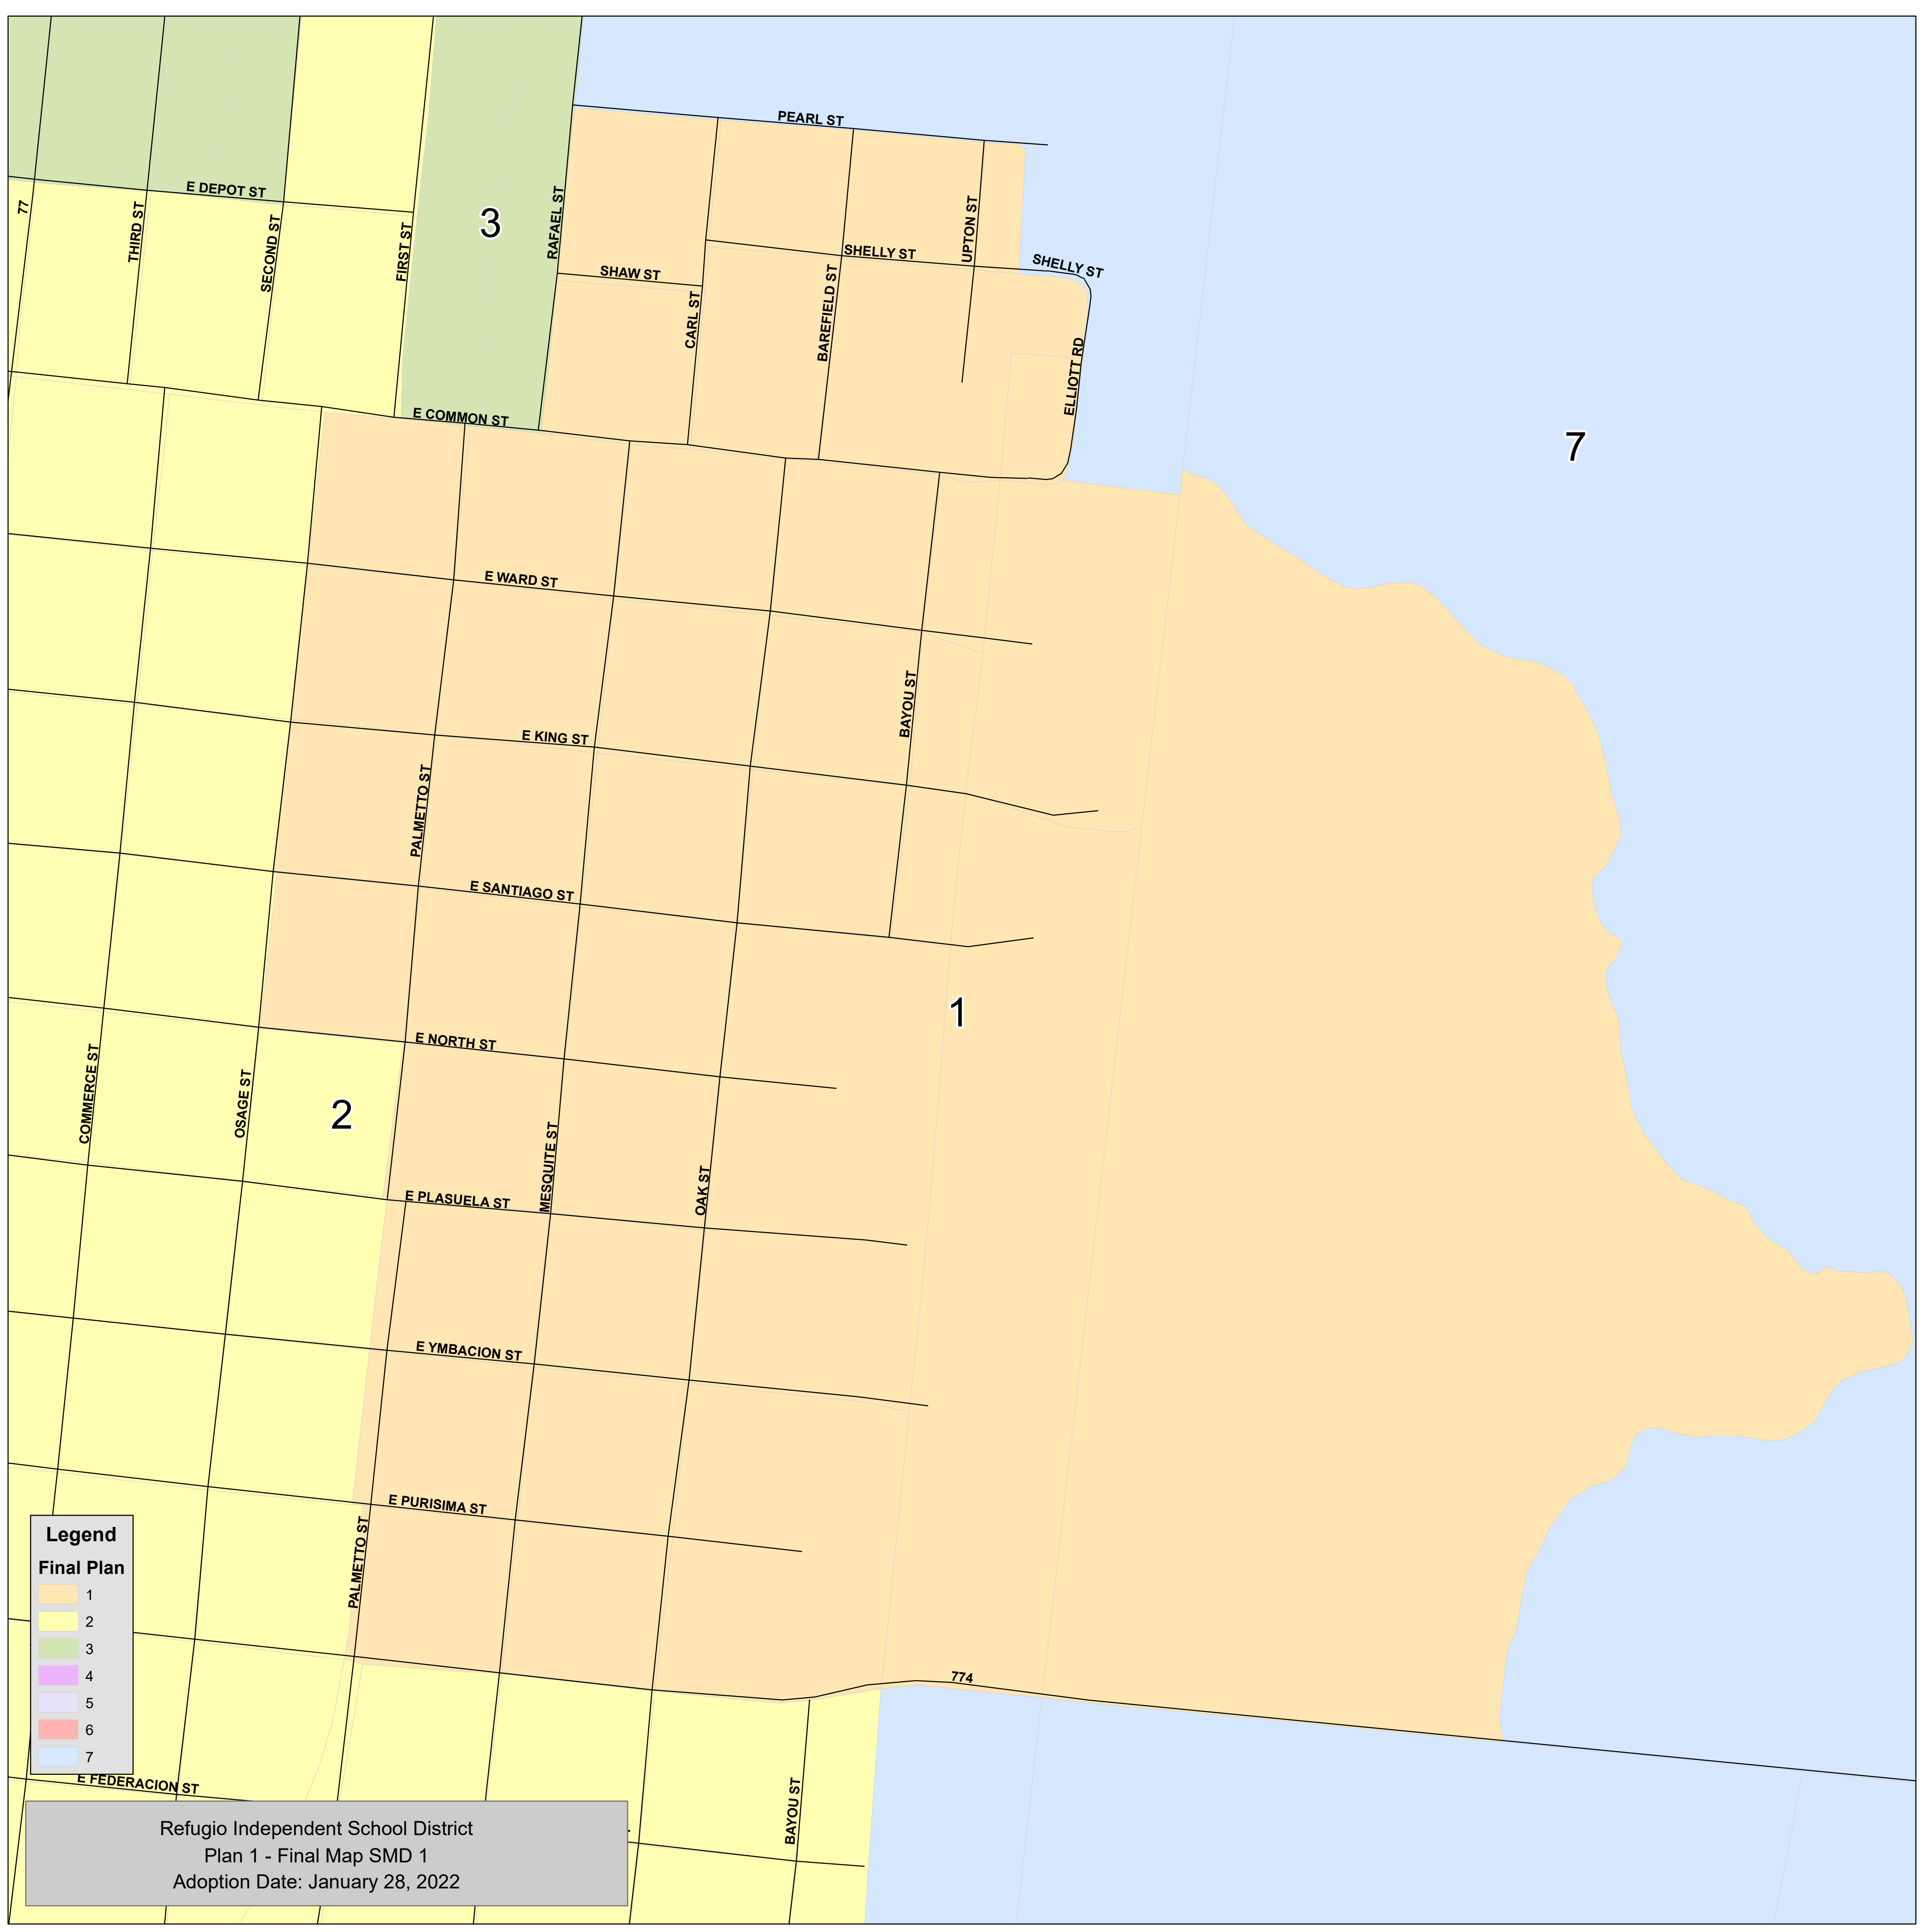 PEARL ST
E DEPOT ST
77
THIRD ST
SECOND ST
FIRST ST
3
RAFAEL ST
UPTON ST
SHELLY ST
SHELLY ST
SHAW ST
CARL ST
BAREFIELD ST
ELLIOTT RD
E COMMON ST
7
E WARD ST
BAYOU ST
E KING ST
PALMETTO ST
E SANTIAGO ST
1
E NORTH ST
COMMERCE ST
OSAGE ST
2
MESQUITE ST
OAK ST
E PLASUELA ST
E YMBACION ST
E PURISIMA ST
PALMETTO ST
774
Legend
Final Plan
1
2
3
4
5
6
7
E FEDERACION ST
BAYOU ST
Refugio Independent School District
Plan 1 - Final Map SMD 1
Adoption Date: January 28, 2022